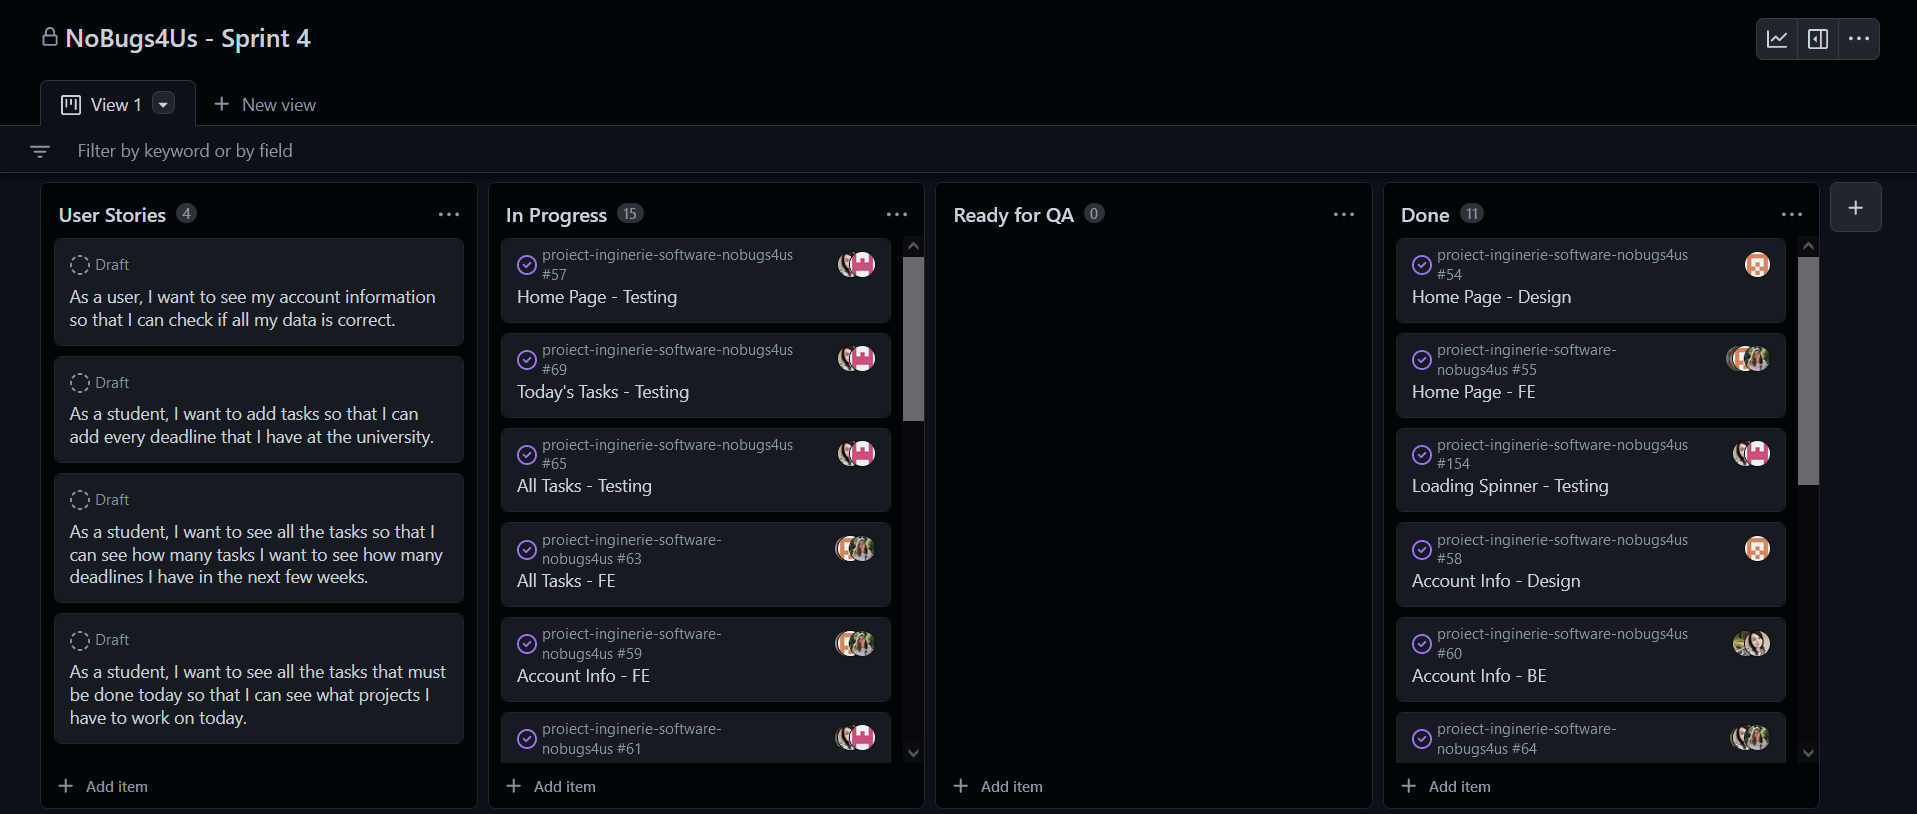 NoBugs4Us - Sprint 4
View 1
New view
Filter by keyword or by field
User Stories 4
Draft
As a user, I want to see my account information
so that I can check if all my data is correct.
Draft
As a student, I want to add tasks so that I can
add every deadline that I have at the university.
Draft
As a student, I want to see all the tasks so that I
can see how many tasks I want to see how many
deadlines I have in the next few weeks.
Draft
As a student, I want to see all the tasks that must
be done today so that I can see what projects I
have to work on today.
Add item
In Progress 15
proiect-inginerie-software-nobugs4us
#57
Home Page - Testing
proiect-inginerie-software-nobugs4us
#69
Today's Tasks - Testing
proiect-inginerie-software-nobugs4us
#65
All Tasks - Testing
proiect-inginerie-software-
nobugs4us #63
All Tasks - FE
proiect-inginerie-software-
nobugs4us #59
Account Info - FE
proiect-inginerie-software-
nobugs4us #61
Add item
Ready for QA 0
Add item
Done 11
proiect-inginerie-software-nobugs4us
#54
Home Page - Design
proiect-inginerie-software-
nobugs4us #55
Home Page - FE
proiect-inginerie-software-nobugs4us
#154
Loading Spinner - Testing
proiect-inginerie-software-nobugs4us
#58
Account Info - Design
proiect-inginerie-software-nobugs4us
#60
Account Info - BE
proiect-inginerie-software-
nobugs4us #64
Add item